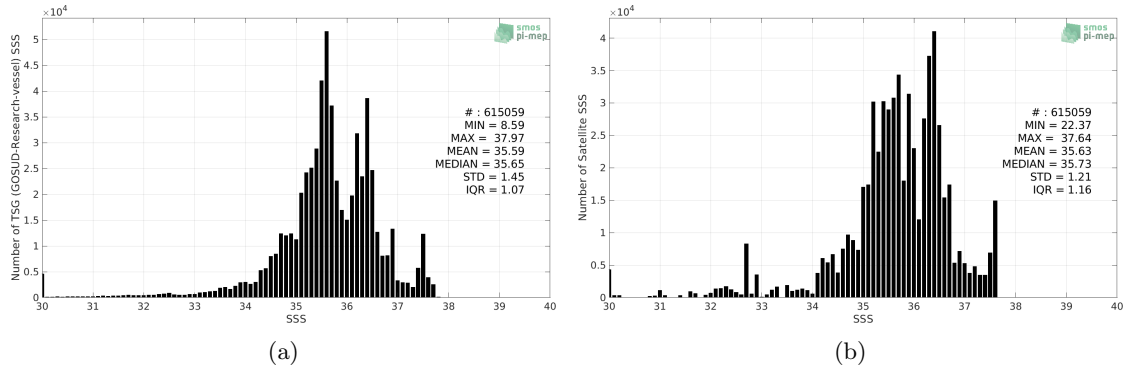 ×10⁴
Number of TSG (GOSUD-Research-vessel) SSS
5
4.5
4
3.5
3
2.5
2
1.5
1
0.5
0
30 31 32 33 34 35 36 37 38 39 40
SSS
smos
pi-mep
# : 615059
MIN = 8.59
MAX = 37.97
MEAN = 35.59
MEDIAN = 35.65
STD = 1.45
IQR = 1.07
(a)
×10⁴
Number of Satellite SSS
4
3.5
3
2.5
2
1.5
1
0.5
0
30 31 32 33 34 35 36 37 38 39 40
SSS
smos
pi-mep
# : 615059
MIN = 22.37
MAX = 37.64
MEAN = 35.63
MEDIAN = 35.73
STD = 1.21
IQR = 1.16
(b)